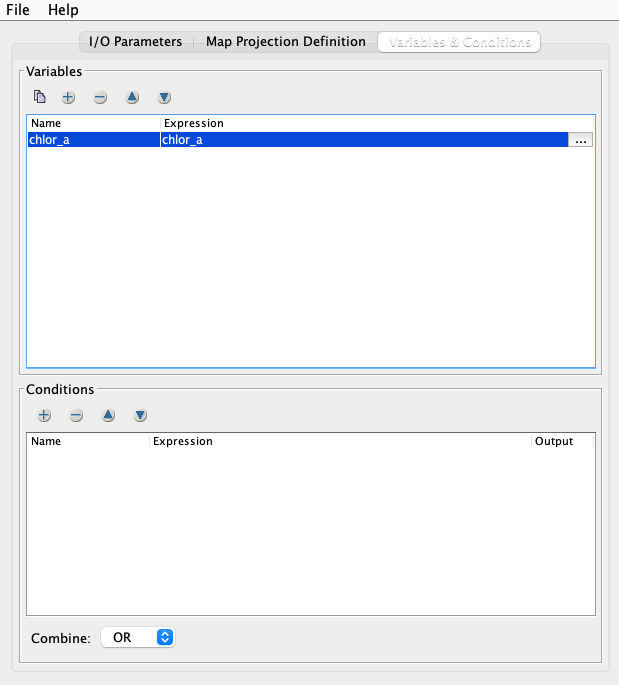 File Help
I/O Parameters Map Projection Definition Variables & Conditions
Variables
Name Expression
chlor_a chlor_a ...
Conditions
Name Expression Output
Combine: OR